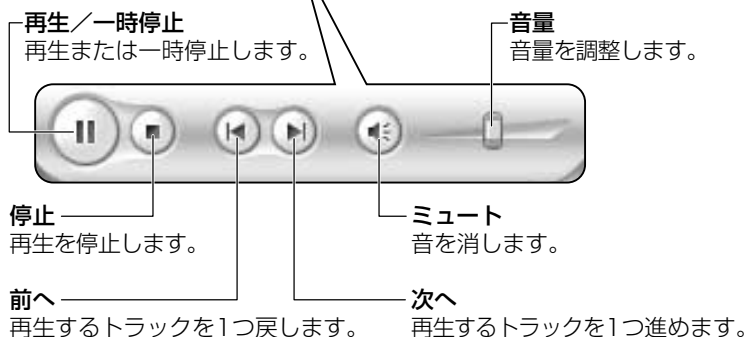 再生／一時停止
再生または一時停止します。
音量
音量を調整します。
停止
再生を停止します。
ミュート
音を消します。
前へ
再生するトラックを1つ戻します。
次へ
再生するトラックを1つ進めます。